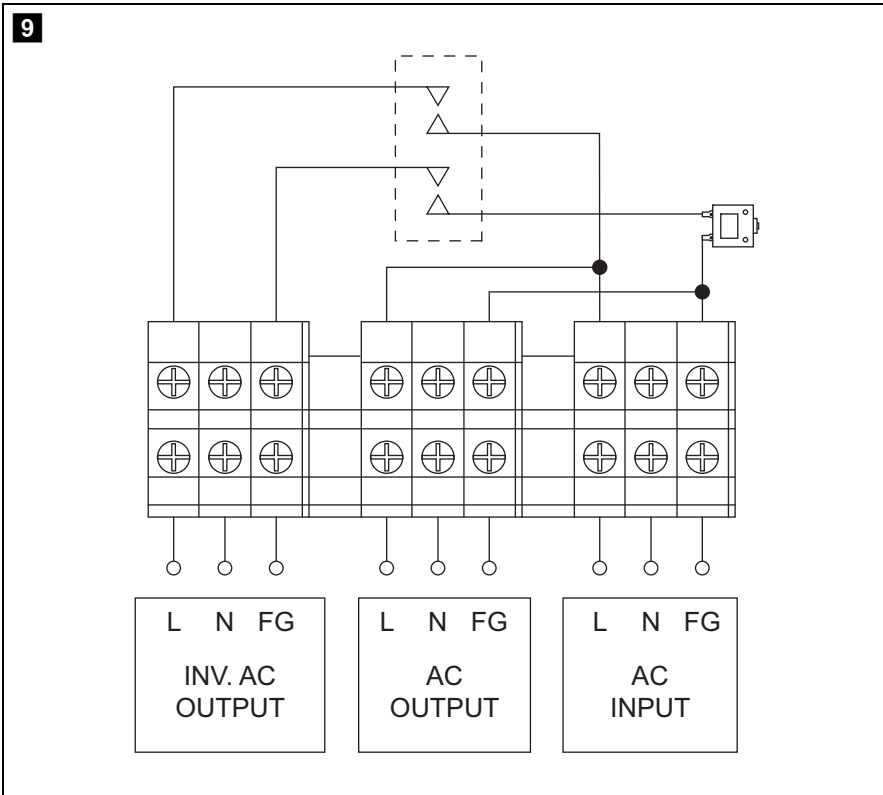 9
L N FG
INV. AC
OUTPUT
L N FG
AC
OUTPUT
L N FG
AC
INPUT